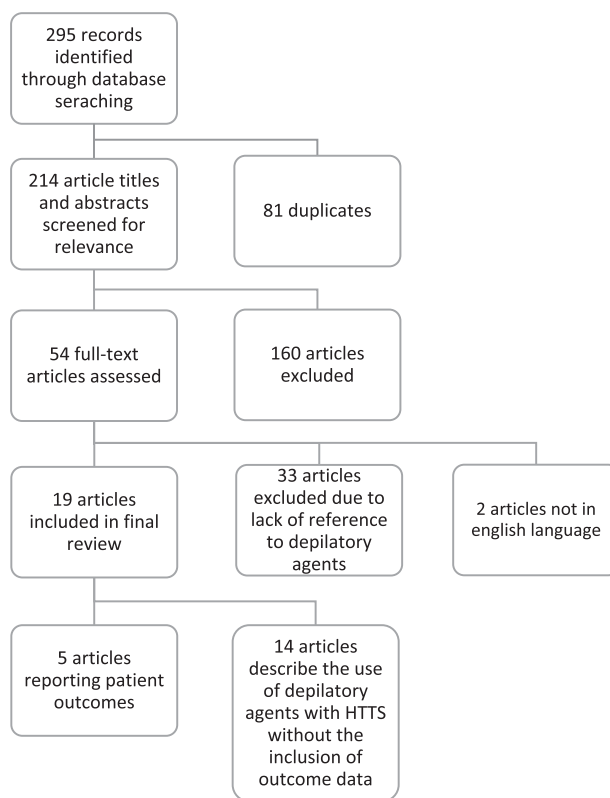 295 records
identified
through database
seraching
214 article titles
and abstracts
screened for
relevance
81 duplicates
54 full-text
articles assessed
160 articles
excluded
19 articles
included in final
review
33 articles
excluded due to
lack of reference
to depilatory
agents
2 articles not in
english language
5 articles
reporting patient
outcomes
14 articles
describe the use
of depilatory
agents with HTTS
without the
inclusion of
outcome data